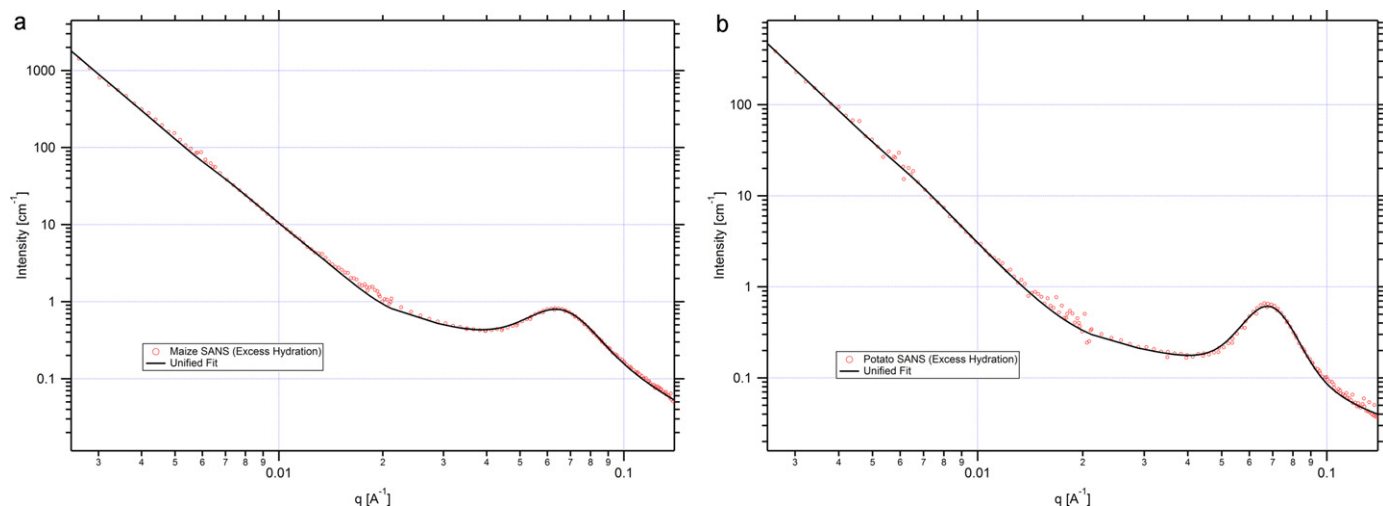 a
1000
100
10
1
0.1
Intensity [cm⁻¹]
Maize SANS (Excess Hydration)
Unified Fit
3 4 5 6 7 8 9 0.01 2 3 4 5 6 7 8 9 0.1
q [A⁻¹]
b
100
10
1
0.1
Intensity [cm⁻¹]
Potato SANS (Excess Hydration)
Unified Fit
3 4 5 6 7 8 9 0.01 2 3 4 5 6 7 8 9 0.1
q [A⁻¹]